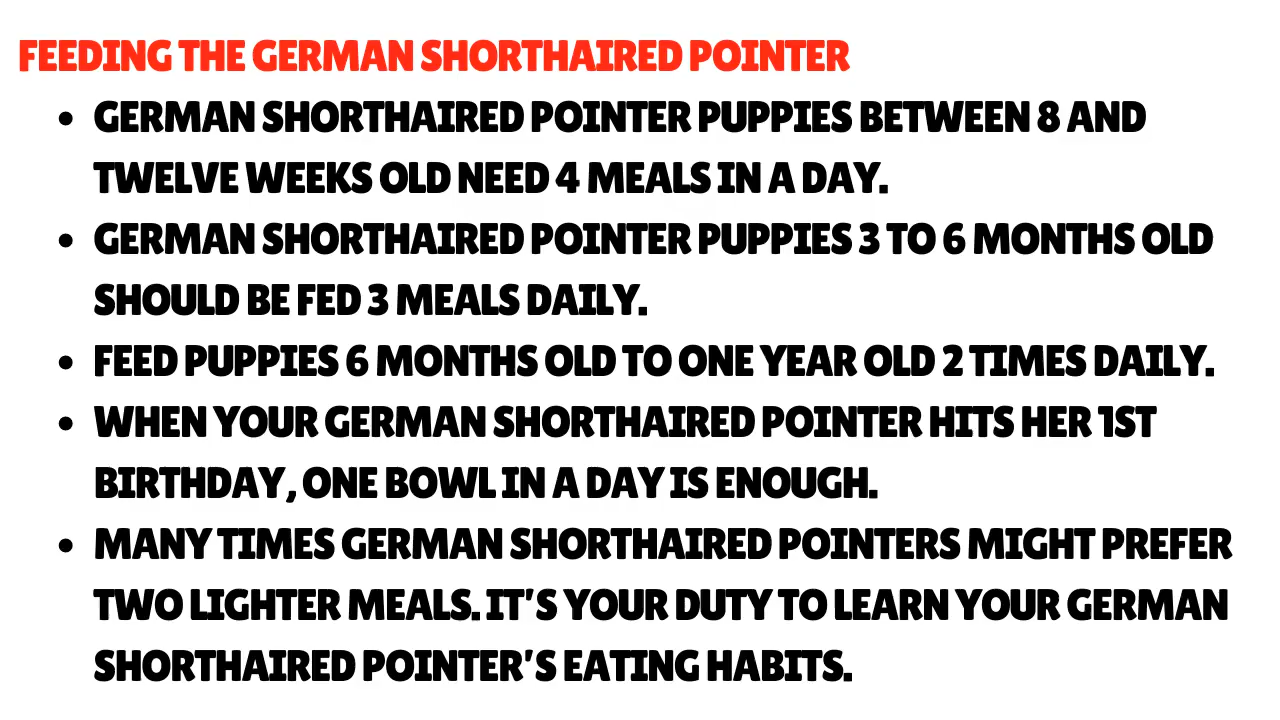 FEEDING THE GERMAN SHORTHAIRED POINTER
• GERMAN SHORTHAIRED POINTER PUPPIES BETWEEN 8 AND
TWELVE WEEKS OLD NEED 4 MEALS IN A DAY.
• GERMAN SHORTHAIRED POINTER PUPPIES 3 TO 6 MONTHS OLD
SHOULD BE FED 3 MEALS DAILY.
• FEED PUPPIES 6 MONTHS OLD TO ONE YEAR OLD 2 TIMES DAILY.
• WHEN YOUR GERMAN SHORTHAIRED POINTER HITS HER 1ST
BIRTHDAY, ONE BOWL IN A DAY IS ENOUGH.
• MANY TIMES GERMAN SHORTHAIRED POINTERS MIGHT PREFER
TWO LIGHTER MEALS. IT'S YOUR DUTY TO LEARN YOUR GERMAN
SHORTHAIRED POINTER'S EATING HABITS.